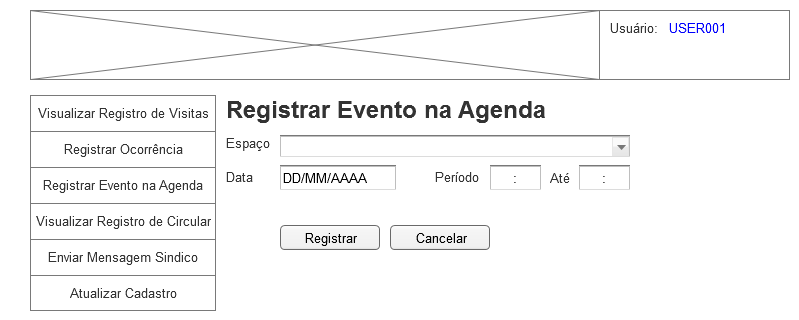 Usuário: USER001
Visualizar Registro de Visitas
Registrar Ocorrência
Registrar Evento na Agenda
Visualizar Registro de Circular
Enviar Mensagem Sindico
Atualizar Cadastro
Registrar Evento na Agenda
Espaço
Data DD/MM/AAAA Período : Até :
Registrar Cancelar